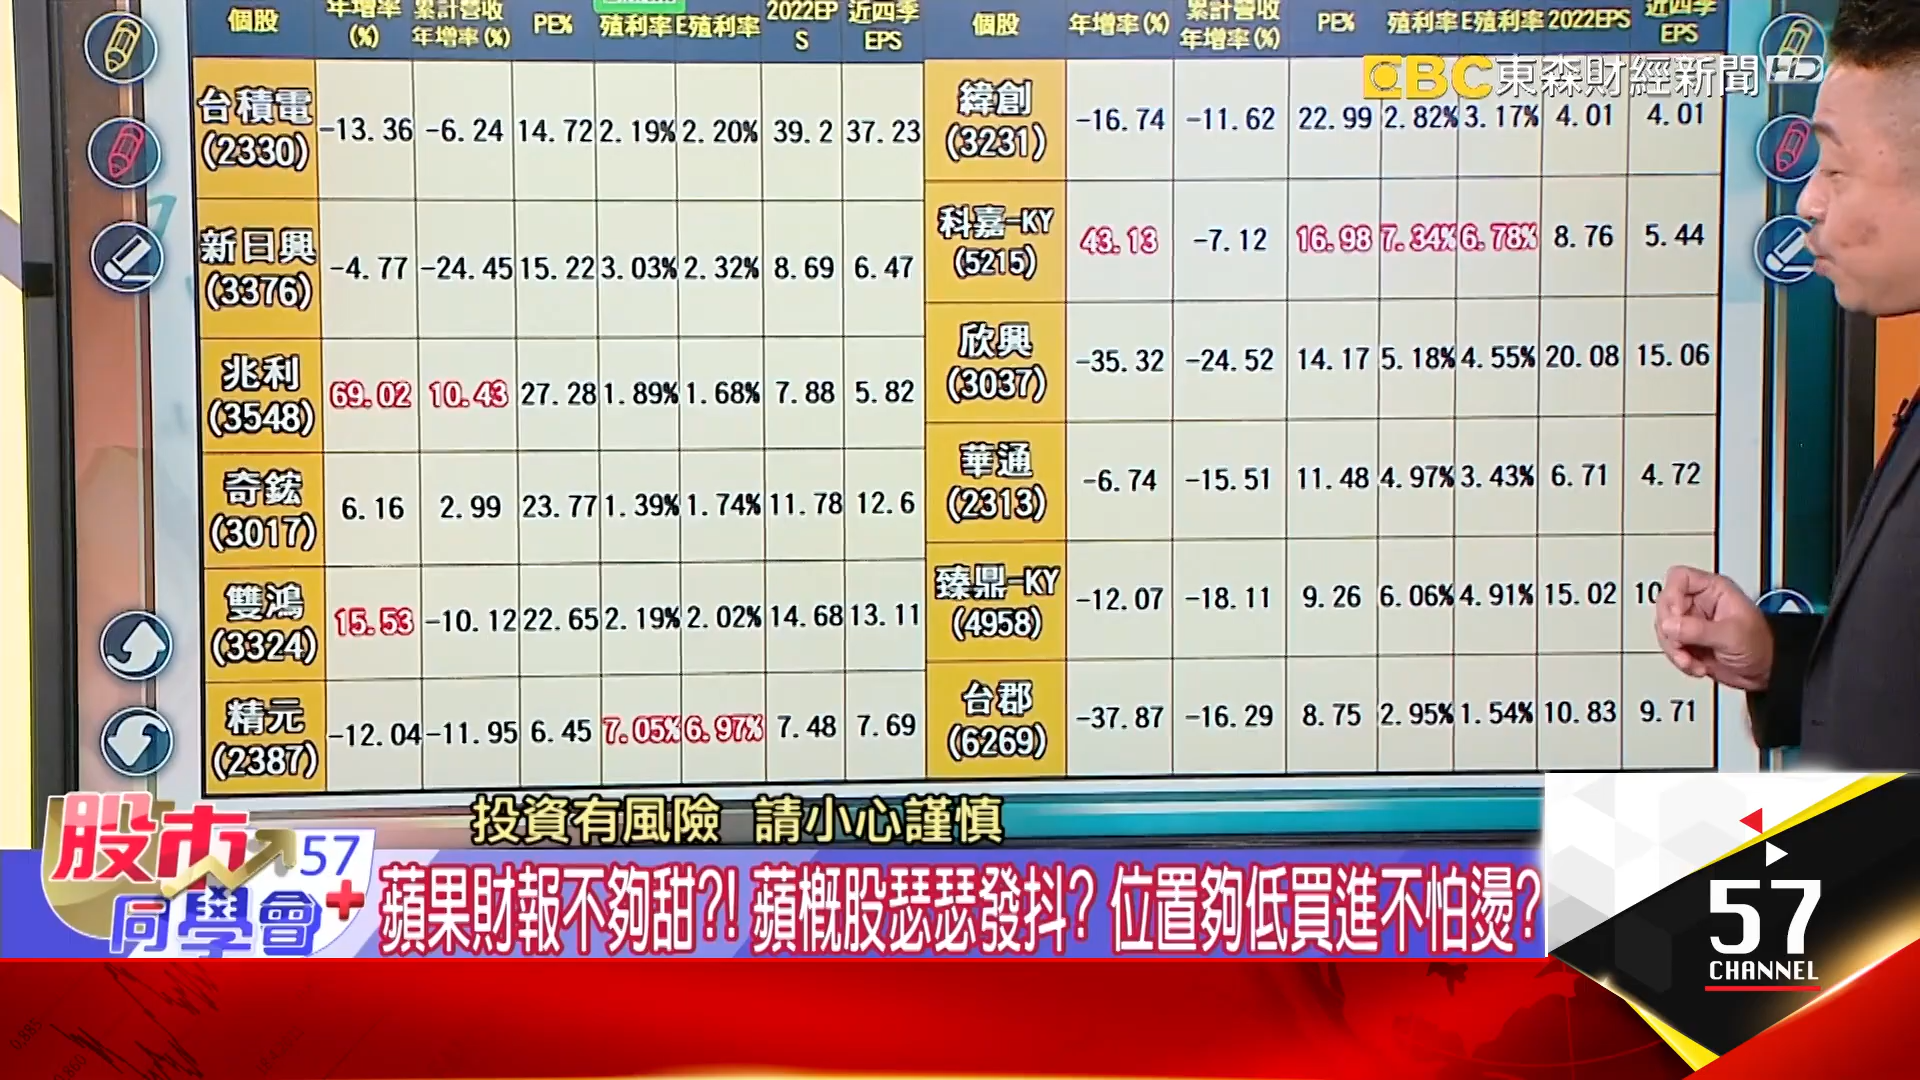 個股 年增率(%) 累計營收年增率(%) PE% 殖利率 E殖利率 2022EPS 近四季EPS
台積電(2330) -13.36 -6.24 14.72 2.19% 2.20% 39.2 37.23
新日興(3376) -4.77 -24.45 15.22 3.03% 2.32% 8.69 6.47
兆利(3548) 69.02 10.43 27.28 1.89% 1.68% 7.88 5.82
奇鋐(3017) 6.16 2.99 23.77 1.39% 1.74% 11.78 12.6
雙鴻(3324) 15.53 -10.12 22.65 2.19% 2.02% 14.68 13.11
精元(2387) -12.04 -11.95 6.45 7.05% 6.97% 7.48 7.69
個股 年增率(%) 累計營收年增率(%) PE% 殖利率 E殖利率 2022EPS 近四季EPS
EBC 東森財經新聞 HD
緯創(3231) -16.74 -11.62 22.99 2.82% 3.17% 4.01 4.01
科嘉-KY(5215) 43.13 -7.12 16.98 7.34% 6.78% 8.76 5.44
欣興(3037) -35.32 -24.52 14.17 5.18% 4.55% 20.08 15.06
華通(2313) -6.74 -15.51 11.48 4.97% 3.43% 6.71 4.72
臻鼎-KY(4958) -12.07 -18.11 9.26 6.06% 4.91% 15.02 10
台郡(6269) -37.87 -16.29 8.75 2.95% 1.54% 10.83 9.71
投資有風險 請小心謹慎
股市 57
同學會+
蘋果財報不夠甜?! 蘋概股瑟瑟發抖? 位置夠低買進不怕燙?
57
CHANNEL
0.885
0.860